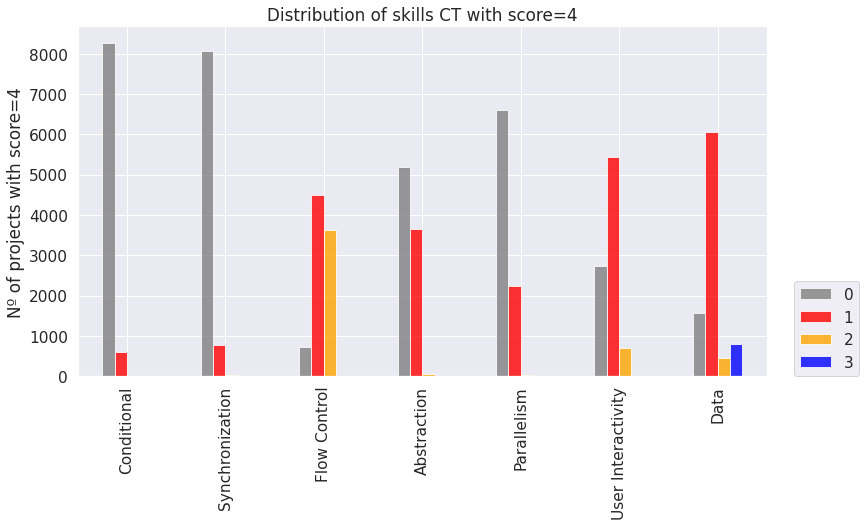 Distribution of skills CT with score=4
Nº of projects with score=4
8000
7000
6000
5000
4000
3000
2000
1000
0
Conditional
Synchronization
Flow Control
Abstraction
Parallelism
User Interactivity
Data
0
1
2
3